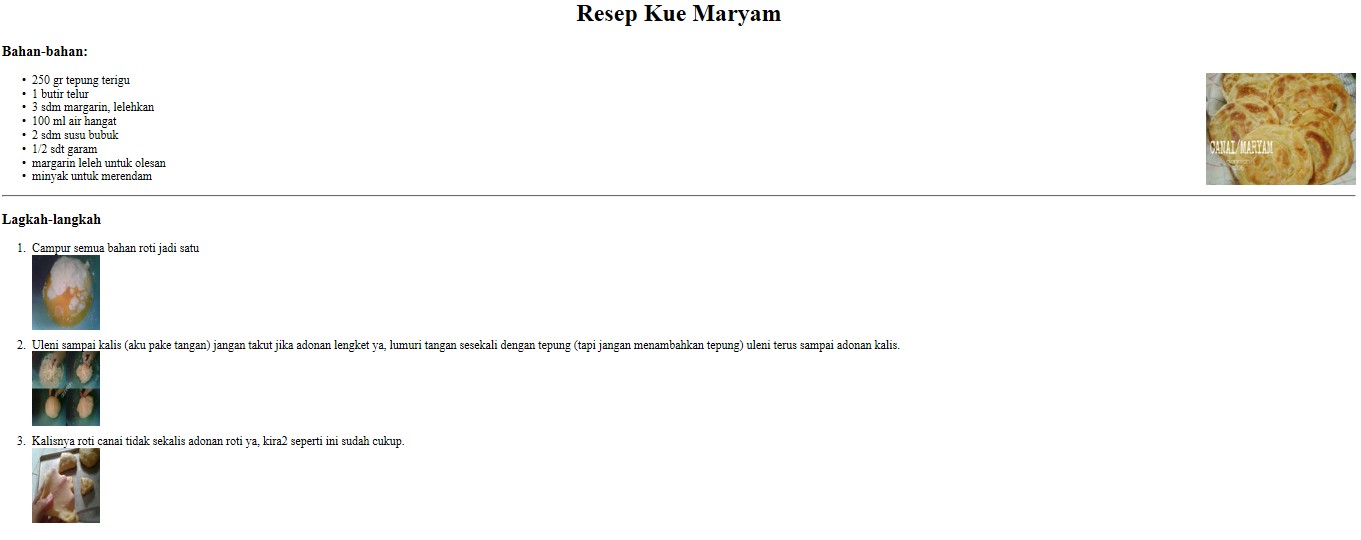 Resep Kue Maryam
Bahan-bahan:
• 250 gr tepung terigu
• 1 butir telur
• 3 sdm margarin, lelehkan
• 100 ml air hangat
• 2 sdm susu bubuk
• 1/2 sdt garam
• margarin leleh untuk olesan
• minyak untuk merendam
CANAI/MARYAM
Lagkah-langkah
1. Campur semua bahan roti jadi satu
2. Uleni sampai kalis (aku pake tangan) jangan takut jika adonan lengket ya, lumuri tangan sesekali dengan tepung (tapi jangan menambahkan tepung) uleni terus sampai adonan kalis.
3. Kalisnya roti canai tidak sekalis adonan roti ya, kira2 seperti ini sudah cukup.